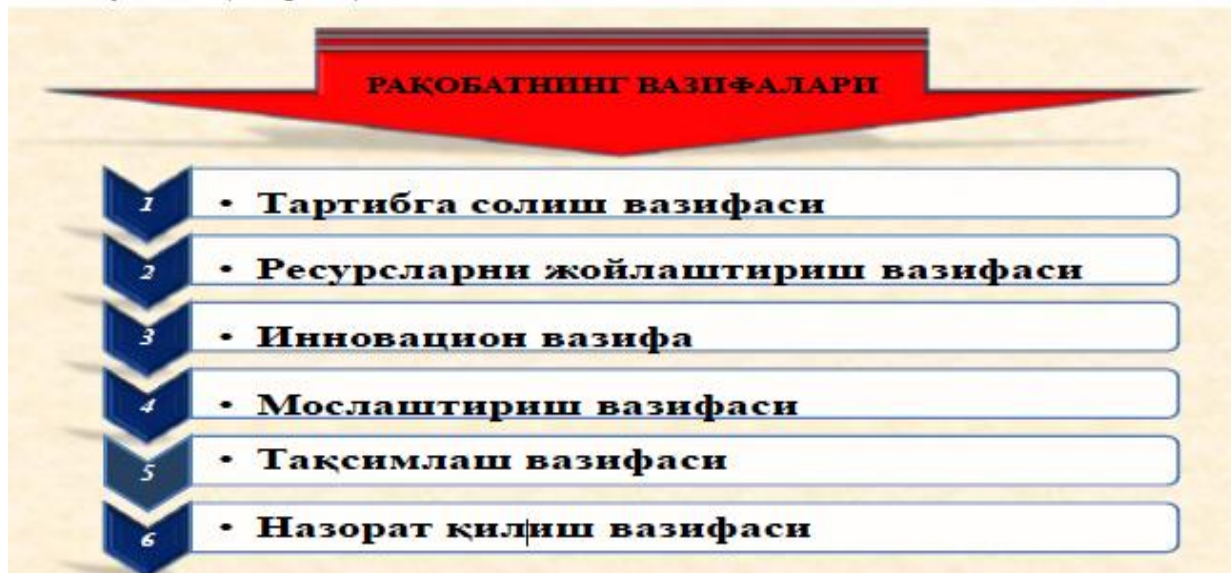 РАҚОБАТНИНГ ВАЗИФАЛАРИ
1 • Тартибга солиш вазифаси
2 • Ресурсларни жойлаштириш вазифаси
3 • Инновацион вазифа
4 • Мослаштириш вазифаси
5 • Тақсимлаш вазифаси
6 • Назорат қилиш вазифаси